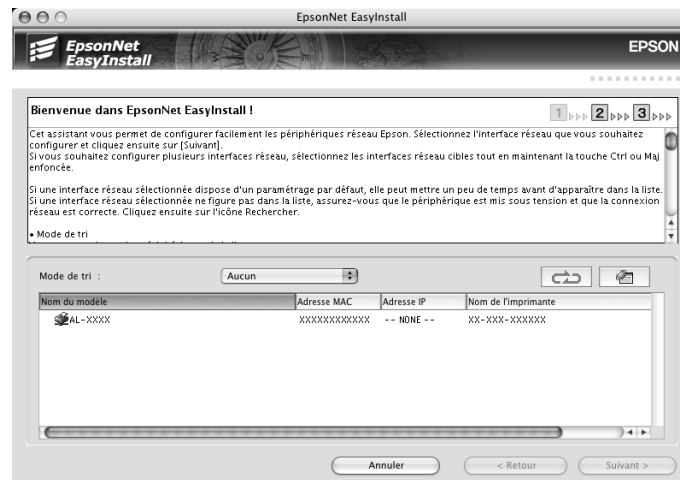 EpsonNet EasyInstall
EpsonNet
EasyInstall
EPSON
Bienvenue dans EpsonNet EasyInstall !
1 2 3
Cet assistant vous permet de configurer facilement les périphériques réseau Epson. Sélectionnez l'interface réseau que vous souhaitez
configurer et cliquez ensuite sur [Suivant].
Si vous souhaitez configurer plusieurs interfaces réseau, sélectionnez les interfaces réseau cibles tout en maintenant la touche Ctrl ou Maj
enfoncée.
Si une interface réseau sélectionnée dispose d'un paramétrage par défaut, elle peut mettre un peu de temps avant d'apparaître dans la liste.
Si une interface réseau sélectionnée ne figure pas dans la liste, assurez-vous que le périphérique est mis sous tension et que la connexion
réseau est correcte. Cliquez ensuite sur l'icône Rechercher.
• Mode de tri
Mode de tri : Aucun
Nom du modèle Adresse MAC Adresse IP Nom de l'imprimante
AL-XXXX XXXXXXXXXXXX -- NONE -- XX-XXX-XXXXXX
Annuler < Retour Suivant >